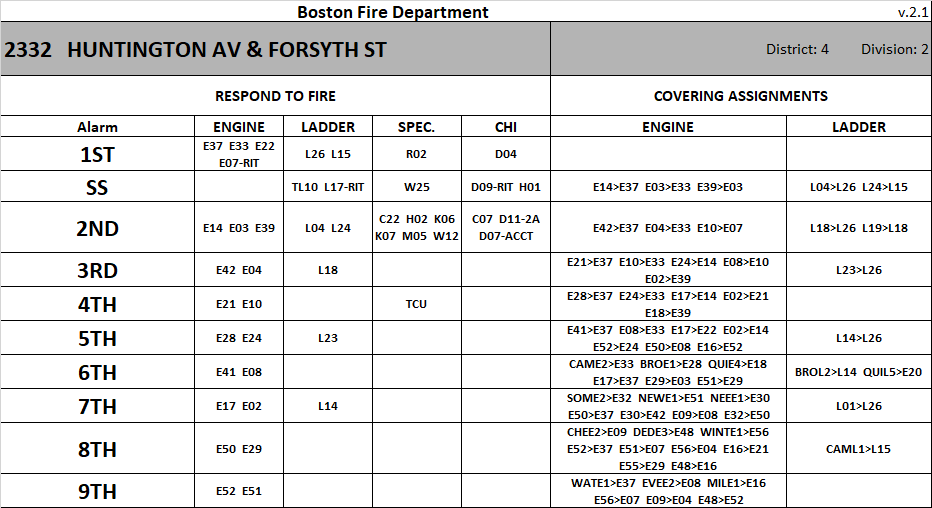 Boston Fire Department v.2.1
2332 HUNTINGTON AV & FORSYTH ST District: 4 Division: 2
RESPOND TO FIRE COVERING ASSIGNMENTS
Alarm ENGINE LADDER SPEC. CHI ENGINE LADDER
1ST
E37 E33 E22
E07-RIT
L26 L15
R02
D04
SS
TL10 L17-RIT
W25
D09-RIT H01
E14>E37 E03>E33 E39>E03
L04>L26 L24>L15
2ND
E14 E03 E39
L04 L24
C22 H02 K06
K07 M05 W12
C07 D11-2A
D07-ACCT
E42>E37 E04>E33 E10>E07
L18>L26 L19>L18
3RD
E42 E04
L18
E21>E37 E10>E33 E24>E14 E08>E10
E02>E39
L23>L26
4TH
E21 E10
TCU
E28>E37 E24>E33 E17>E14 E02>E21
E18>E39
5TH
E28 E24
L23
E41>E37 E08>E33 E17>E22 E02>E14
E52>E24 E50>E08 E16>E52
L14>L26
6TH
E41 E08
CAME2>E33 BROE1>E28 QUIE4>E18
E17>E37 E29>E03 E51>E29
BROL2>L14 QUIL5>E20
7TH
E17 E02
L14
SOME2>E32 NEWE1>E51 NEEE1>E30
E50>E37 E30>E42 E09>E08 E32>E50
L01>L26
8TH
E50 E29
CHEE2>E09 DEDE3>E48 WINTE1>E56
E52>E37 E51>E07 E56>E04 E16>E21
E55>E29 E48>E16
CAML1>L15
9TH
E52 E51
WATE1>E37 EVEE2>E08 MILE1>E16
E56>E07 E09>E04 E48>E52